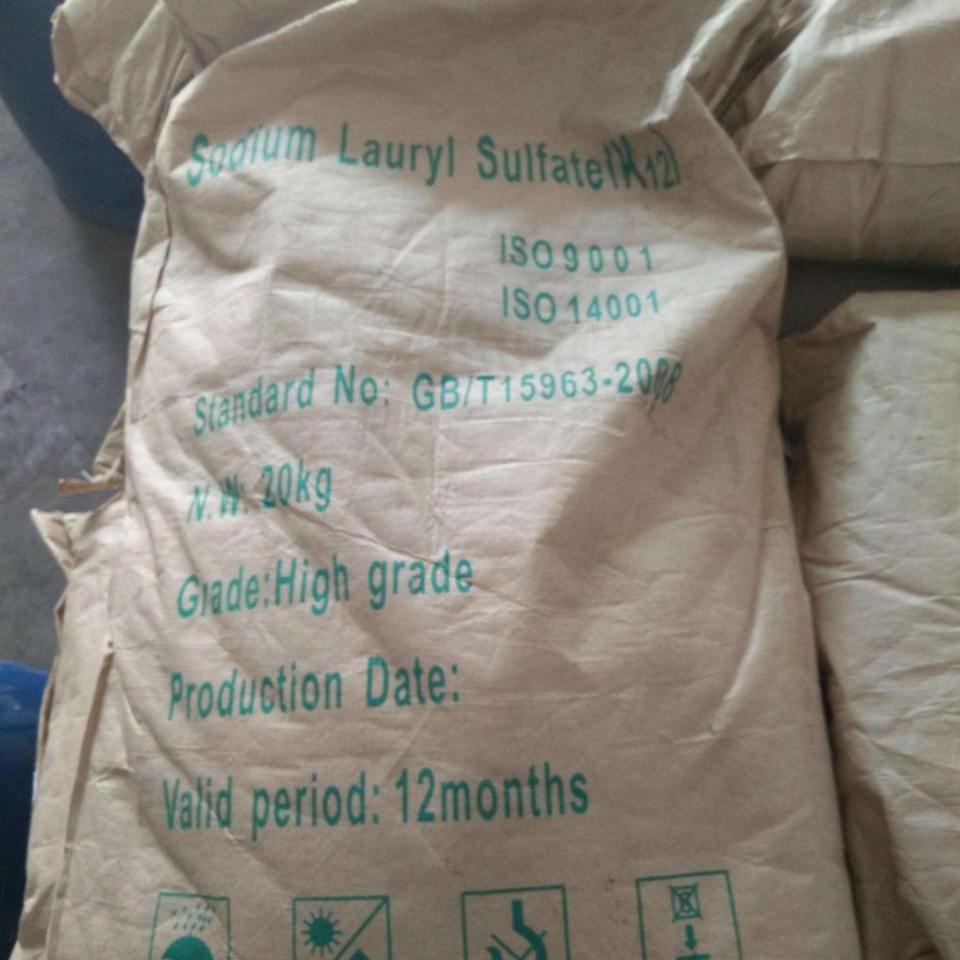 Sodium Lauryl Sulfate(K12)
ISO9001
ISO14001
Standard No: GB/T15963-2008
N.W: 20kg
Grade:High grade
Production Date:
Valid period: 12months